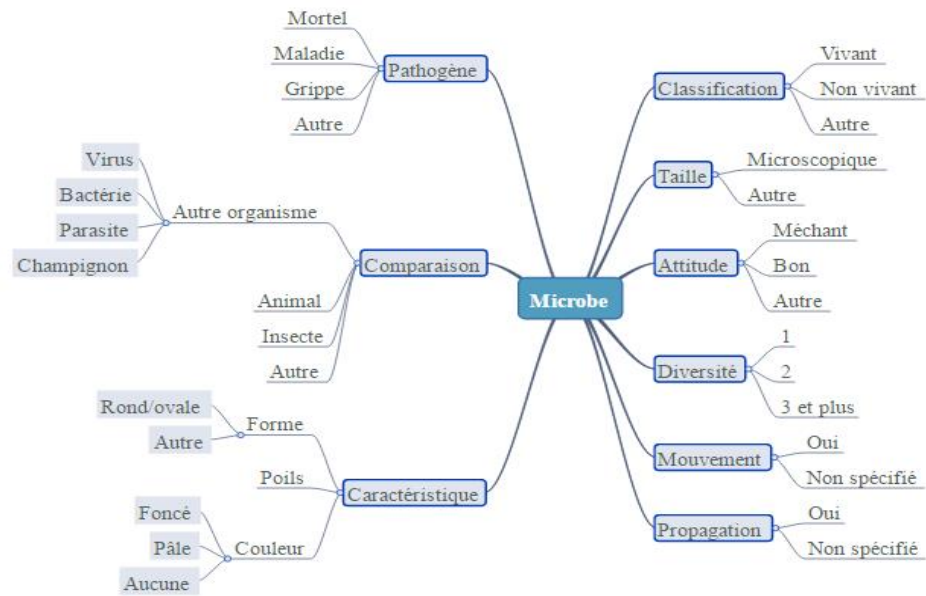 Microbe
Pathogène
Mortel
Maladie
Grippe
Autre
Comparaison
Autre organisme
Virus
Bactérie
Parasite
Champignon
Animal
Insecte
Autre
Caractéristique
Forme
Rond/ovale
Autre
Poils
Couleur
Foncé
Pâle
Aucune
Classification
Vivant
Non vivant
Autre
Taille
Microscopique
Autre
Attitude
Méchant
Bon
Autre
Diversité
1
2
3 et plus
Mouvement
Oui
Non spécifié
Propagation
Oui
Non spécifié